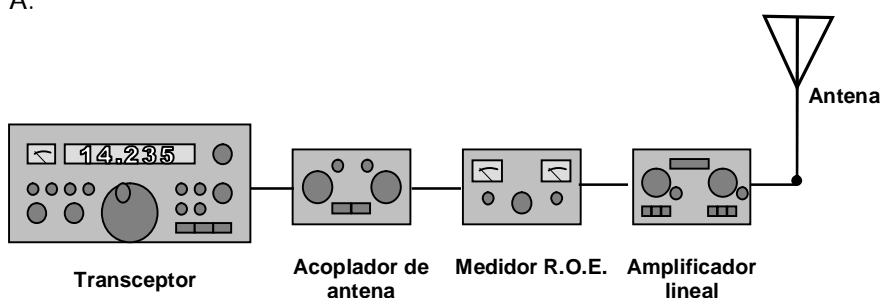 A.
14.235
Antena
Transceptor
Acoplador de
antena
Medidor R.O.E.
Amplificador
lineal